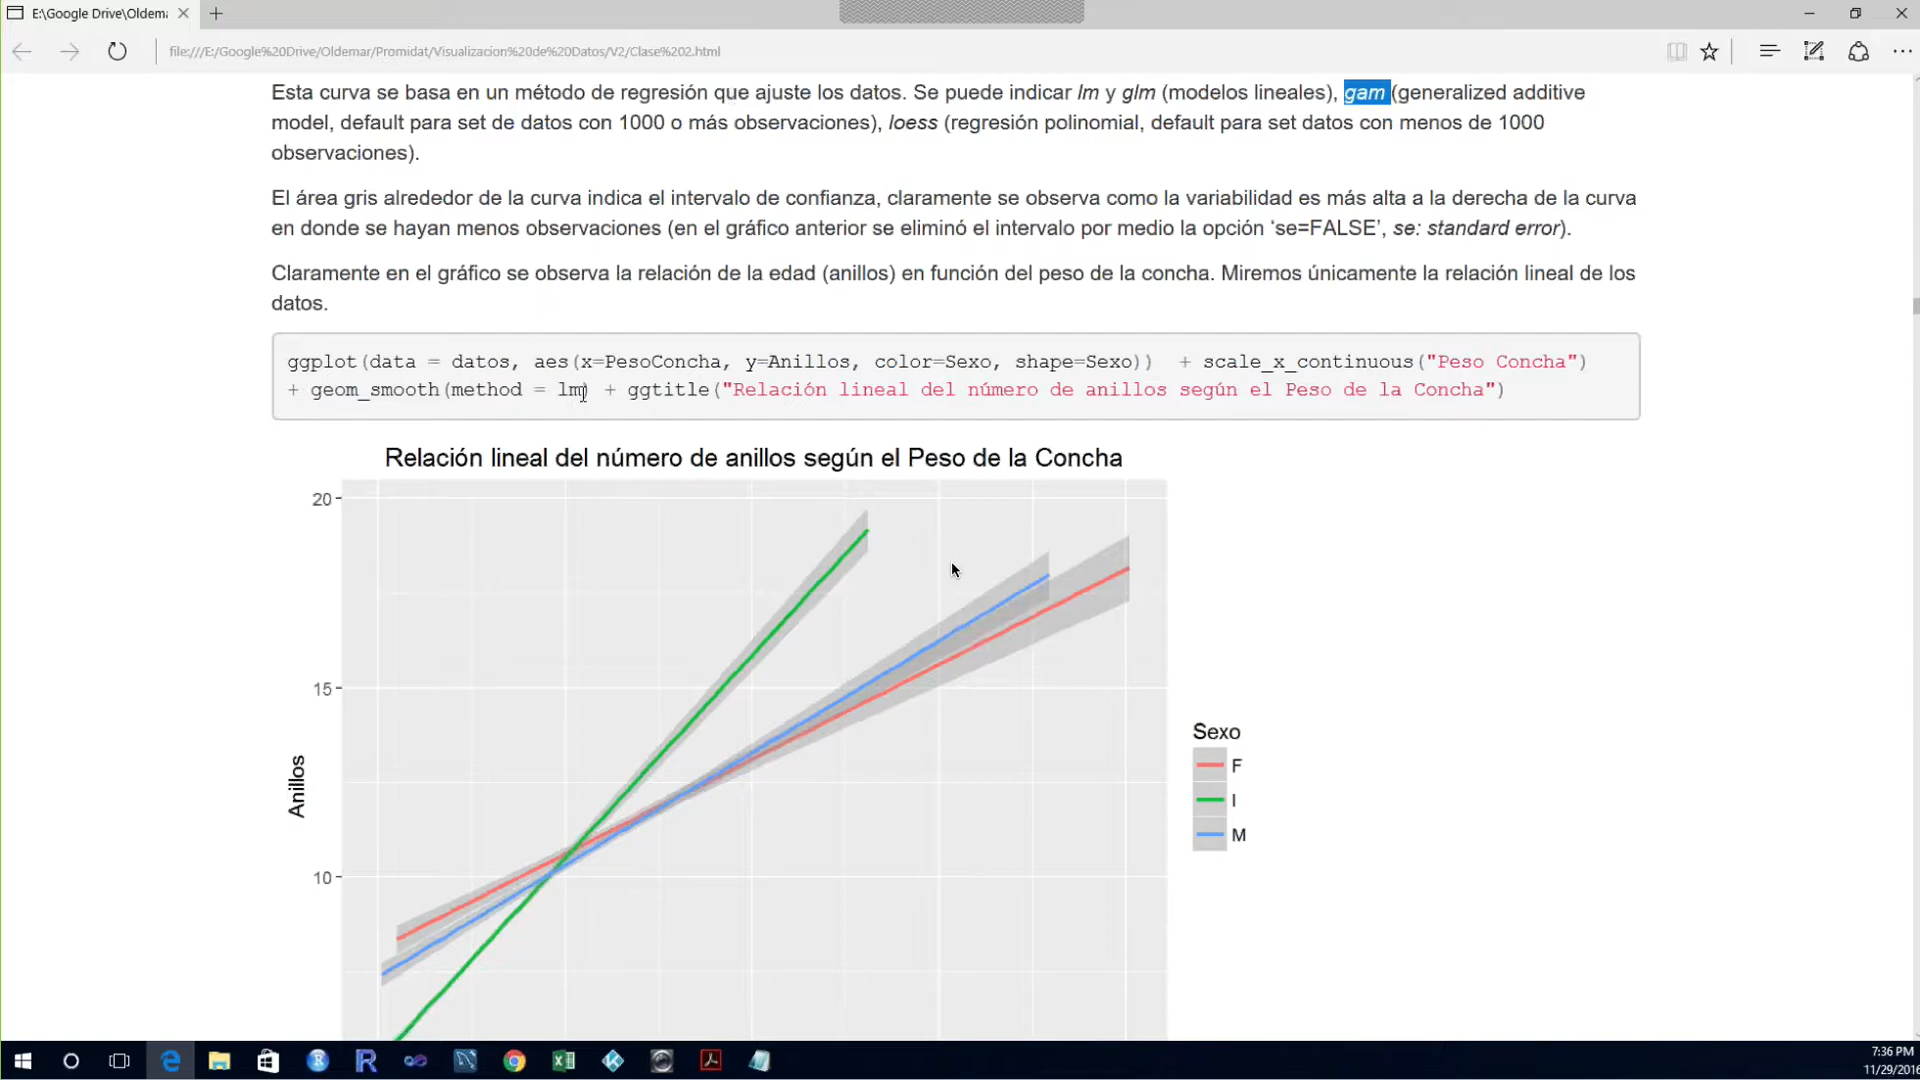 E:\Google Drive\Oldema
file:///E:/Google%20Drive/Oldemar/Promidat/Visualizacion%20de%20Datos/V2/Clase%202.html
Esta curva se basa en un método de regresión que ajuste los datos. Se puede indicar lm y glm (modelos lineales), gam (generalized additive
model, default para set de datos con 1000 o más observaciones), loess (regresión polinomial, default para set datos con menos de 1000
observaciones).
El área gris alrededor de la curva indica el intervalo de confianza, claramente se observa como la variabilidad es más alta a la derecha de la curva
en donde se hayan menos observaciones (en el gráfico anterior se eliminó el intervalo por medio la opción ‘se=FALSE’, se: standard error).
Claramente en el gráfico se observa la relación de la edad (anillos) en función del peso de la concha. Miremos únicamente la relación lineal de los
datos.
ggplot(data = datos, aes(x=PesoConcha, y=Anillos, color=Sexo, shape=Sexo)) + scale_x_continuous("Peso Concha")
+ geom_smooth(method = lm) + ggtitle("Relación lineal del número de anillos según el Peso de la Concha")
Relación lineal del número de anillos según el Peso de la Concha
20
15
Sexo
F
Anillos
I
M
10
7:36 PM
11/29/2016